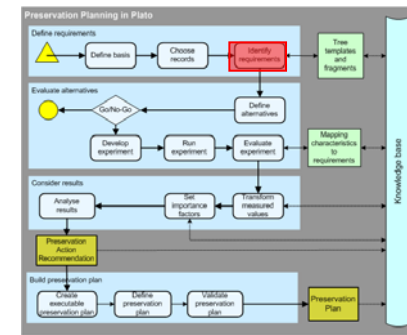 Preservation Planning in Plato
Define requirements
Define basis
Choose
records
Identify
requirements
Tree
templates
and
fragments
Evaluate alternatives
Go/No-Go
Define
alternatives
Develop
experiment
Run
experiment
Evaluate
experiment
Mapping
characteristics
to
requirements
Knowledge base
Consider results
Analyse
results
Set
importance
factors
Transform
measured
values
Preservation
Action
Recommendation
Build preservation plan
Create
executable
preservation plan
Define
preservation
plan
Validate
preservation
plan
Preservation
Plan